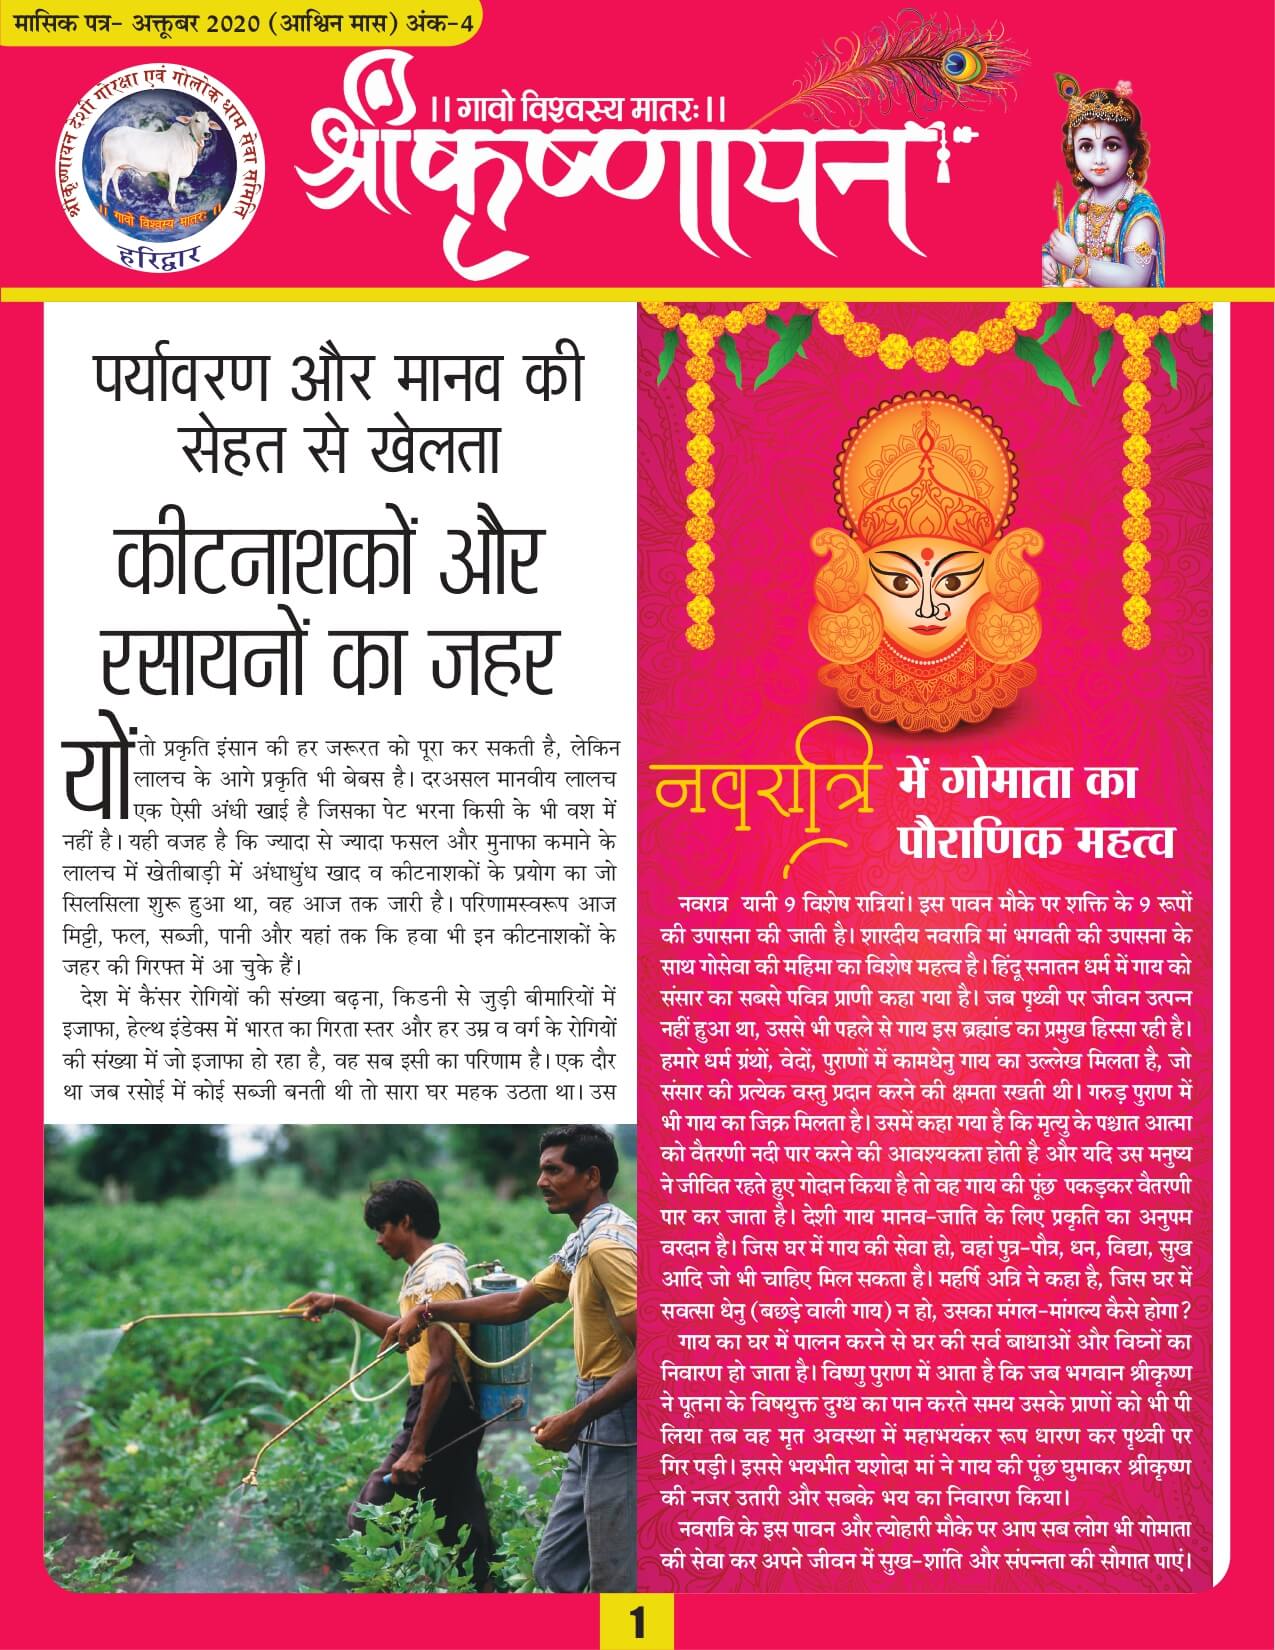 मासिक पत्र- अक्तूबर 2020 (आश्विन मास) अंक-4
श्रीकृष्णायन देशी गौरक्षा एवं गोलोक धाम सेवा समिति
।। गावो विश्वस्य मातरः ।।
हरिद्वार
।। गावो विश्वस्य मातरः ।।
श्रीकृष्णायन
पर्यावरण और मानव की
सेहत से खेलता
कीटनाशकों और
रसायनों का जहर
यों तो प्रकृति इंसान की हर जरूरत को पूरा कर सकती है, लेकिन
लालच के आगे प्रकृति भी बेबस है। दरअसल मानवीय लालच
एक ऐसी अंधी खाई है जिसका पेट भरना किसी के भी वश में
नहीं है। यही वजह है कि ज्यादा से ज्यादा फसल और मुनाफा कमाने के
लालच में खेतीबाड़ी में अंधाधुंध खाद व कीटनाशकों के प्रयोग का जो
सिलसिला शुरू हुआ था, वह आज तक जारी है। परिणामस्वरूप आज
मिट्टी, फल, सब्जी, पानी और यहां तक कि हवा भी इन कीटनाशकों के
जहर की गिरफ्त में आ चुके हैं।
देश में कैंसर रोगियों की संख्या बढ़ना, किडनी से जुड़ी बीमारियों में
इजाफा, हेल्थ इंडेक्स में भारत का गिरता स्तर और हर उम्र व वर्ग के रोगियों
की संख्या में जो इजाफा हो रहा है, वह सब इसी का परिणाम है। एक दौर
था जब रसोई में कोई सब्जी बनती थी तो सारा घर महक उठता था। उस
नवरात्रि में गोमाता का
पौराणिक महत्व
नवरात्र यानी 9 विशेष रात्रियां। इस पावन मौके पर शक्ति के 9 रूपों
की उपासना की जाती है। शारदीय नवरात्रि मां भगवती की उपासना के
साथ गोसेवा की महिमा का विशेष महत्व है। हिंदू सनातन धर्म में गाय को
संसार का सबसे पवित्र प्राणी कहा गया है। जब पृथ्वी पर जीवन उत्पन्न
नहीं हुआ था, उससे भी पहले से गाय इस ब्रह्मांड का प्रमुख हिस्सा रही है।
हमारे धर्म ग्रंथों, वेदों, पुराणों में कामधेनु गाय का उल्लेख मिलता है, जो
संसार की प्रत्येक वस्तु प्रदान करने की क्षमता रखती थी। गरुड़ पुराण में
भी गाय का जिक्र मिलता है। उसमें कहा गया है कि मृत्यु के पश्चात आत्मा
को वैतरणी नदी पार करने की आवश्यकता होती है और यदि उस मनुष्य
ने जीवित रहते हुए गोदान किया है तो वह गाय की पूंछ पकड़कर वैतरणी
पार कर जाता है। देशी गाय मानव-जाति के लिए प्रकृति का अनुपम
वरदान है। जिस घर में गाय की सेवा हो, वहां पुत्र-पौत्र, धन, विद्या, सुख
आदि जो भी चाहिए मिल सकता है। महर्षि अत्रि ने कहा है, जिस घर में
सवत्सा धेनु (बछड़े वाली गाय) न हो, उसका मंगल-मांगल्य कैसे होगा?
गाय का घर में पालन करने से घर की सर्व बाधाओं और विघ्नों का
निवारण हो जाता है। विष्णु पुराण में आता है कि जब भगवान श्रीकृष्ण
ने पूतना के विषयुक्त दुग्ध का पान करते समय उसके प्राणों को भी पी
लिया तब वह मृत अवस्था में महाभयंकर रूप धारण कर पृथ्वी पर
गिर पड़ी। इससे भयभीत यशोदा मां ने गाय की पूंछ घुमाकर श्रीकृष्ण
की नजर उतारी और सबके भय का निवारण किया।
नवरात्रि के इस पावन और त्योहारी मौके पर आप सब लोग भी गोमाता
की सेवा कर अपने जीवन में सुख-शांति और संपन्नता की सौगात पाएं।
1